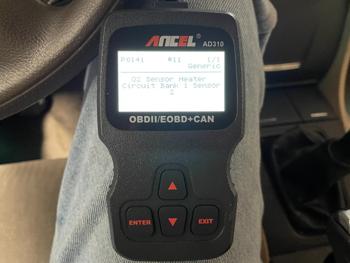 ANCEL®
AD310
P0141 #11 1/1
Generic
O2 Sensor Heater
Circuit Bank 1 Sensor
2
OBDII/EOBD+CAN
ENTER
EXIT